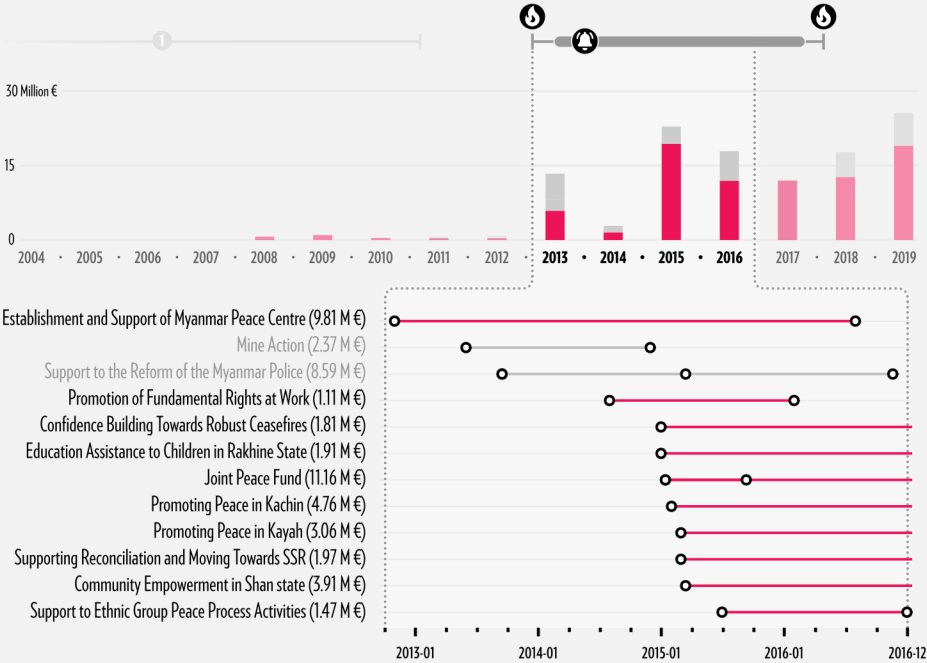 1
30 Million €
15
0
2004 • 2005 • 2006 • 2007 • 2008 • 2009 • 2010 • 2011 • 2012 • 2013 • 2014 • 2015 • 2016 • 2017 • 2018 • 2019
Establishment and Support of Myanmar Peace Centre (9.81 M €)
Mine Action (2.37 M €)
Support to the Reform of the Myanmar Police (8.59 M €)
Promotion of Fundamental Rights at Work (1.11 M €)
Confidence Building Towards Robust Ceasefires (1.81 M €)
Education Assistance to Children in Rakhine State (1.91 M €)
Joint Peace Fund (11.16 M €)
Promoting Peace in Kachin (4.76 M €)
Promoting Peace in Kayah (3.06 M €)
Supporting Reconciliation and Moving Towards SSR (1.97 M €)
Community Empowerment in Shan state (3.91 M €)
Support to Ethnic Group Peace Process Activities (1.47 M €)
2013-01 2014-01 2015-01 2016-01 2016-12